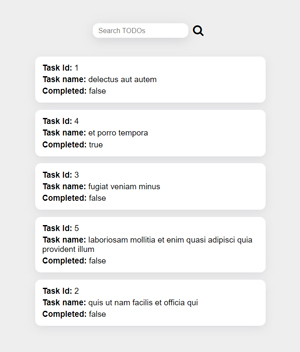 Search TODOs
Task Id: 1
Task name: delectus aut autem
Completed: false
Task Id: 4
Task name: et porro tempora
Completed: true
Task Id: 3
Task name: fugiat veniam minus
Completed: false
Task Id: 5
Task name: laboriosam mollitia et enim quasi adipisci quia
provident illum
Completed: false
Task Id: 2
Task name: quis ut nam facilis et officia qui
Completed: false